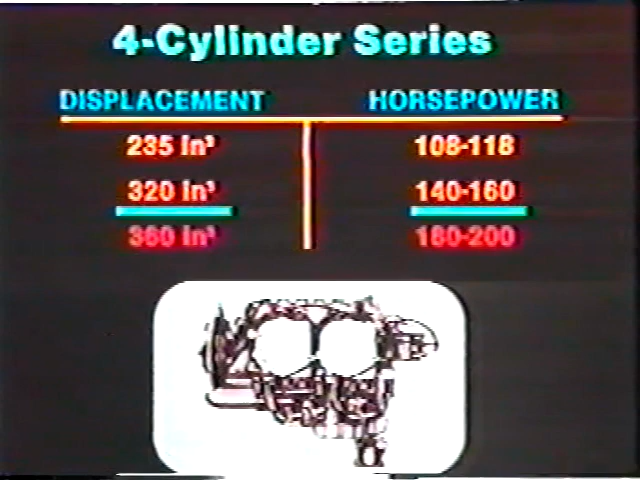 4-Cylinder Series
DISPLACEMENT HORSEPOWER
235 in³ 108-118
320 in³ 140-160
360 in³ 180-200